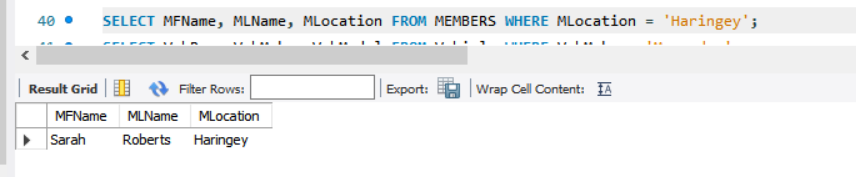 40 SELECT MFName, MLName, MLocation FROM MEMBERS WHERE MLocation = 'Haringey';
Result Grid Filter Rows: Export: Wrap Cell Content:
MFName MLName MLocation
Sarah Roberts Haringey